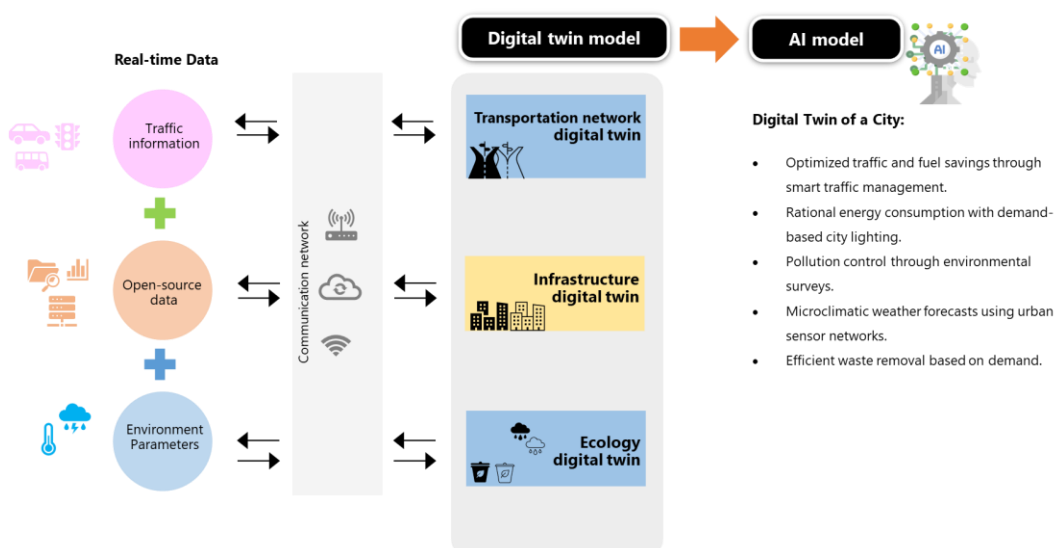 Digital twin model
AI model
AI
Real-time Data
Traffic
information
Open-source
data
Environment
Parameters
Communication network
Transportation network
digital twin
Infrastructure
digital twin
Ecology
digital twin
Digital Twin of a City:
• Optimized traffic and fuel savings through
smart traffic management.
• Rational energy consumption with demand-
based city lighting.
• Pollution control through environmental
surveys.
• Microclimatic weather forecasts using urban
sensor networks.
• Efficient waste removal based on demand.